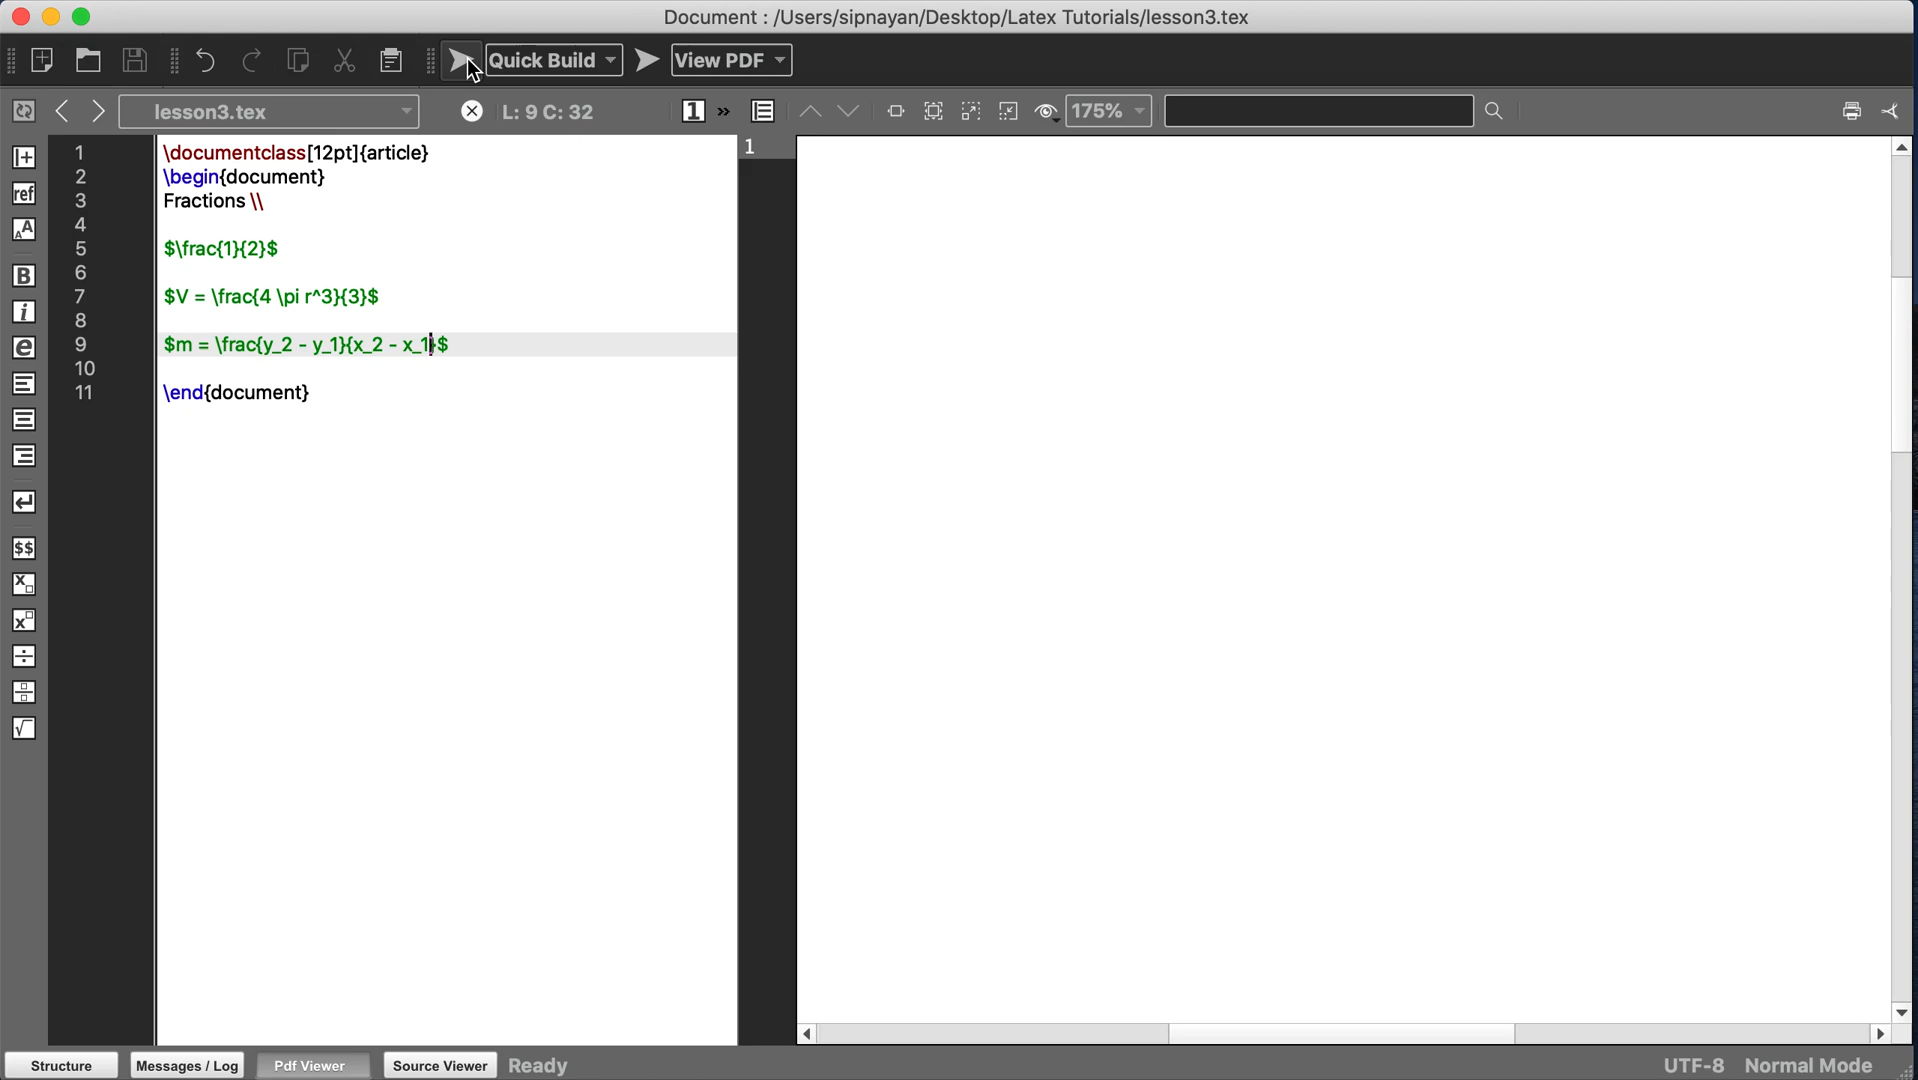 Document : /Users/sipnayan/Desktop/Latex Tutorials/lesson3.tex
Quick Build View PDF
lesson3.tex L: 9 C: 32 1 » 175%
1 \documentclass[12pt]{article} 1
2 \begin{document}
3 Fractions \\
4
5 $\frac{1}{2}$
6
7 $V = \frac{4 \pi r^3}{3}$
8
9 $m = \frac{y_2 - y_1}{x_2 - x_1}$
10
11 \end{document}
ref
AA
B
i
e
$$
x
x
Structure Messages / Log Pdf Viewer Source Viewer Ready UTF-8 Normal Mode